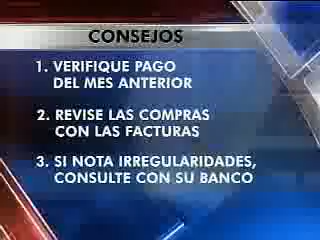 CONSEJOS
1. VERIFIQUE PAGO
DEL MES ANTERIOR
2. REVISE LAS COMPRAS
CON LAS FACTURAS
3. SI NOTA IRREGULARIDADES,
CONSULTE CON SU BANCO